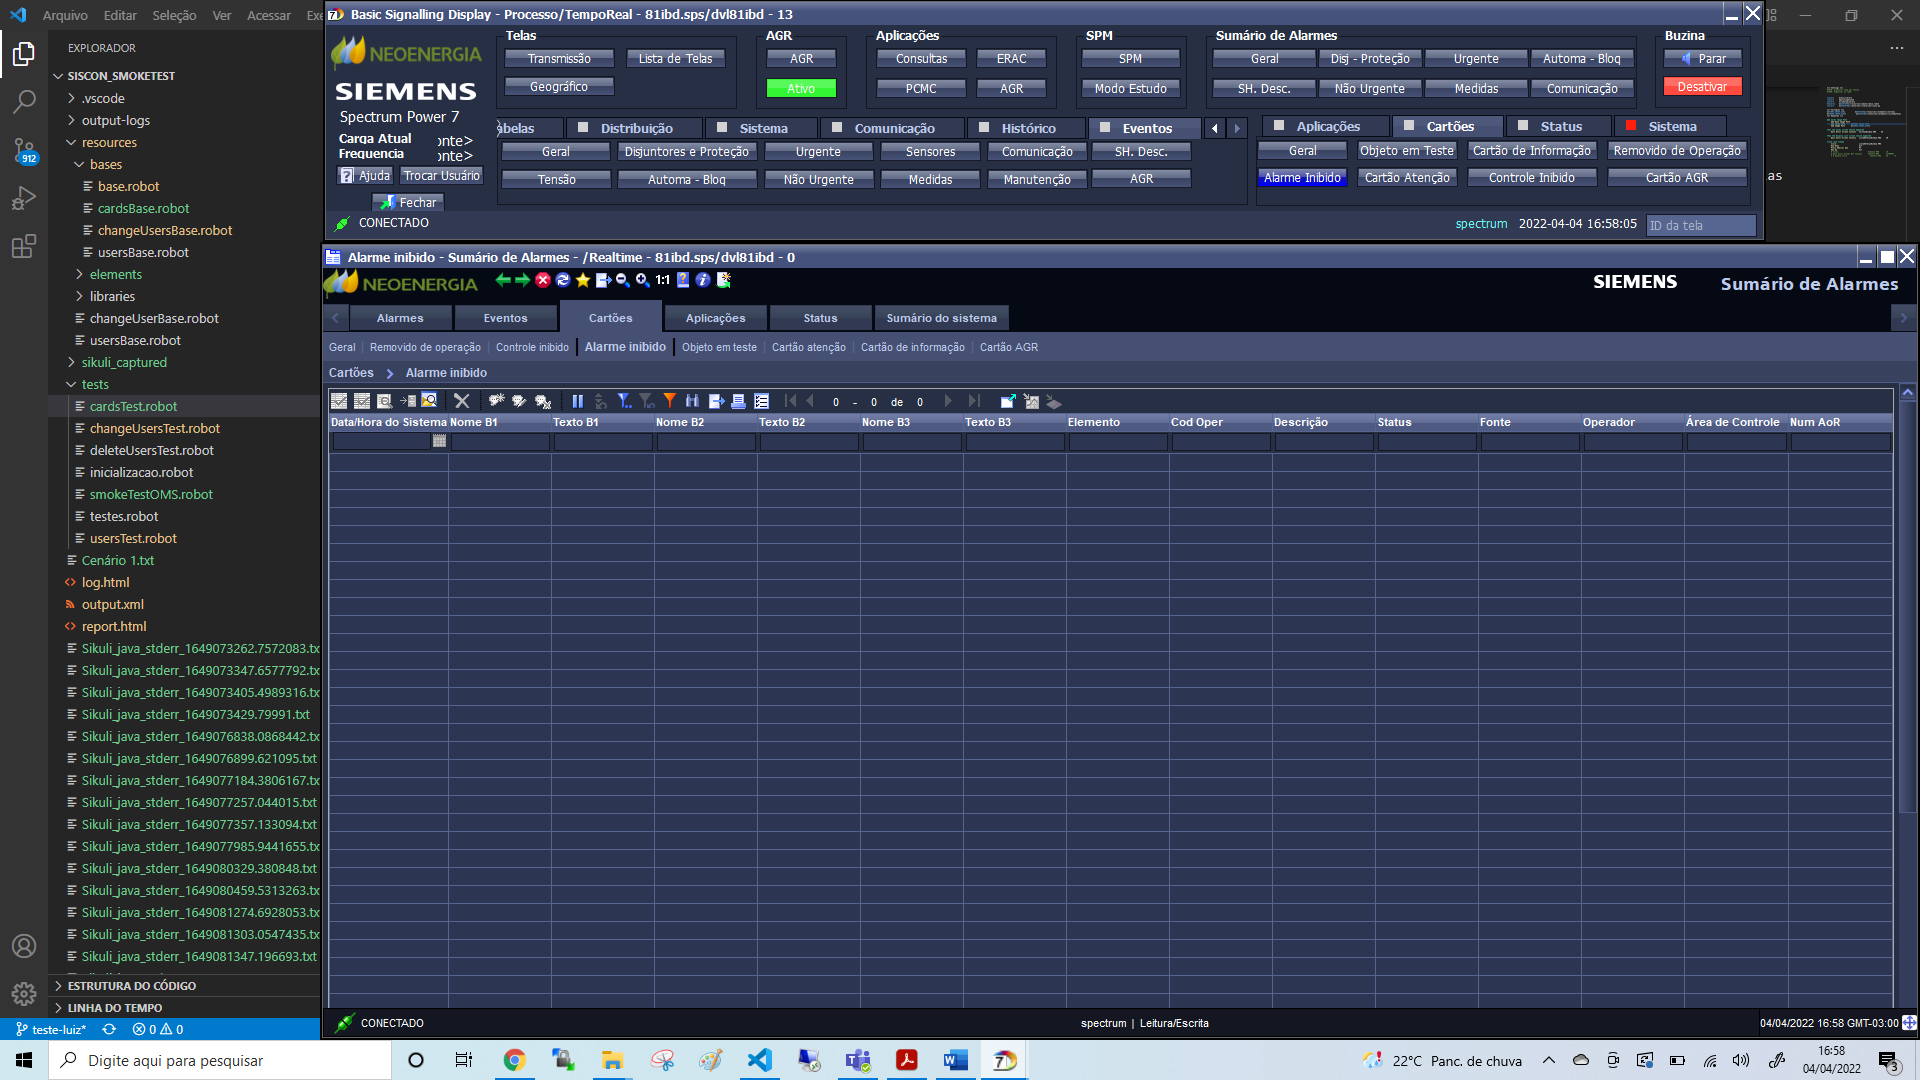 Arquivo Editar Seleção Ver Acessar Exe
EXPLORADOR
SISCON_SMOKETEST
.vscode
output-logs
resources
bases
base.robot
cardsBase.robot
changeUsersBase.robot
usersBase.robot
elements
libraries
changeUserBase.robot
usersBase.robot
sikuli_captured
tests
cardsTest.robot
changeUsersTest.robot
deleteUsersTest.robot
inicializacao.robot
smokeTestOMS.robot
testes.robot
usersTest.robot
Cenário 1.txt
log.html
output.xml
report.html
Sikuli_java_stderr_1649073262.7572083.tx
Sikuli_java_stderr_1649073347.6577792.tx
Sikuli_java_stderr_1649073405.4989316.tx
Sikuli_java_stderr_1649073429.79991.txt
Sikuli_java_stderr_1649076838.0868442.tx
Sikuli_java_stderr_1649076899.621095.txt
Sikuli_java_stderr_1649077184.3806167.tx
Sikuli_java_stderr_1649077257.044015.txt
Sikuli_java_stderr_1649077357.133094.txt
Sikuli_java_stderr_1649077985.9441655.tx
Sikuli_java_stderr_1649080329.380848.txt
Sikuli_java_stderr_1649080459.5313263.tx
Sikuli_java_stderr_1649081274.6928053.tx
Sikuli_java_stderr_1649081303.0547435.tx
Sikuli_java_stderr_1649081347.196693.txt
ESTRUTURA DO CÓDIGO
LINHA DO TEMPO
912
teste-luiz* 0 0
Basic Signalling Display - Processo/TempoReal - 81ibd.sps/dvl81ibd - 13
NEOENERGIA
SIEMENS
Spectrum Power 7
Carga Atual onte>
Frequencia onte>
Ajuda Trocar Usuário
Fechar
CONECTADO
Telas
Transmissão Lista de Telas
Geográfico
AGR
AGR
Ativo
Aplicações
Consultas ERAC
PCMC AGR
SPM
SPM
Modo Estudo
Sumário de Alarmes
Geral Disj - Proteção Urgente Automa - Bloq
SH. Desc. Não Urgente Medidas Comunicação
Buzina
Parar
Desativar
abelas Distribuição Sistema Comunicação Histórico Eventos
Geral Disjuntores e Proteção Urgente Sensores Comunicação SH. Desc.
Tensão Automa - Bloq Não Urgente Medidas Manutenção AGR
Aplicações Cartões Status Sistema
Geral Objeto em Teste Cartão de Informação Removido de Operação
Alarme Inibido Cartão Atenção Controle Inibido Cartão AGR
spectrum 2022-04-04 16:58:05 ID da tela
as
Alarme inibido - Sumário de Alarmes - /Realtime - 81ibd.sps/dvl81ibd - 0
NEOENERGIA 1:1 SIEMENS Sumário de Alarmes
Alarmes Eventos Cartões Aplicações Status Sumário do sistema
Geral Removido de operação Controle inibido Alarme inibido Objeto em teste Cartão atenção Cartão de informação Cartão AGR
Cartões Alarme inibido
0 - 0 de 0
Data/Hora do Sistema Nome B1 Texto B1 Nome B2 Texto B2 Nome B3 Texto B3 Elemento Cod Oper Descrição Status Fonte Operador Área de Controle Num AoR
CONECTADO spectrum | Leitura/Escrita 04/04/2022 16:58 GMT-03:00
Digite aqui para pesquisar
22°C Panc. de chuva
16:58
04/04/2022
3